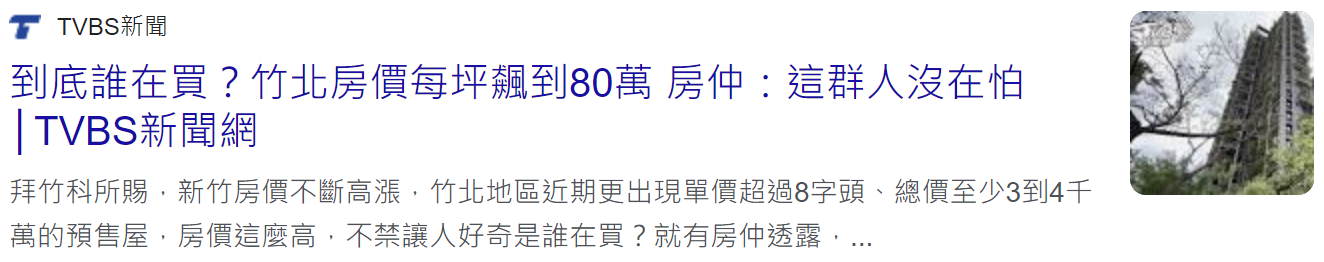 TVBS新聞
到底誰在買？竹北房價每坪飆到80萬 房仲：這群人沒在怕
│TVBS新聞網
拜竹科所賜，新竹房價不斷高漲，竹北地區近期更出現單價超過8字頭、總價至少3到4千
萬的預售屋，房價這麼高，不禁讓人好奇是誰在買？就有房仲透露，...